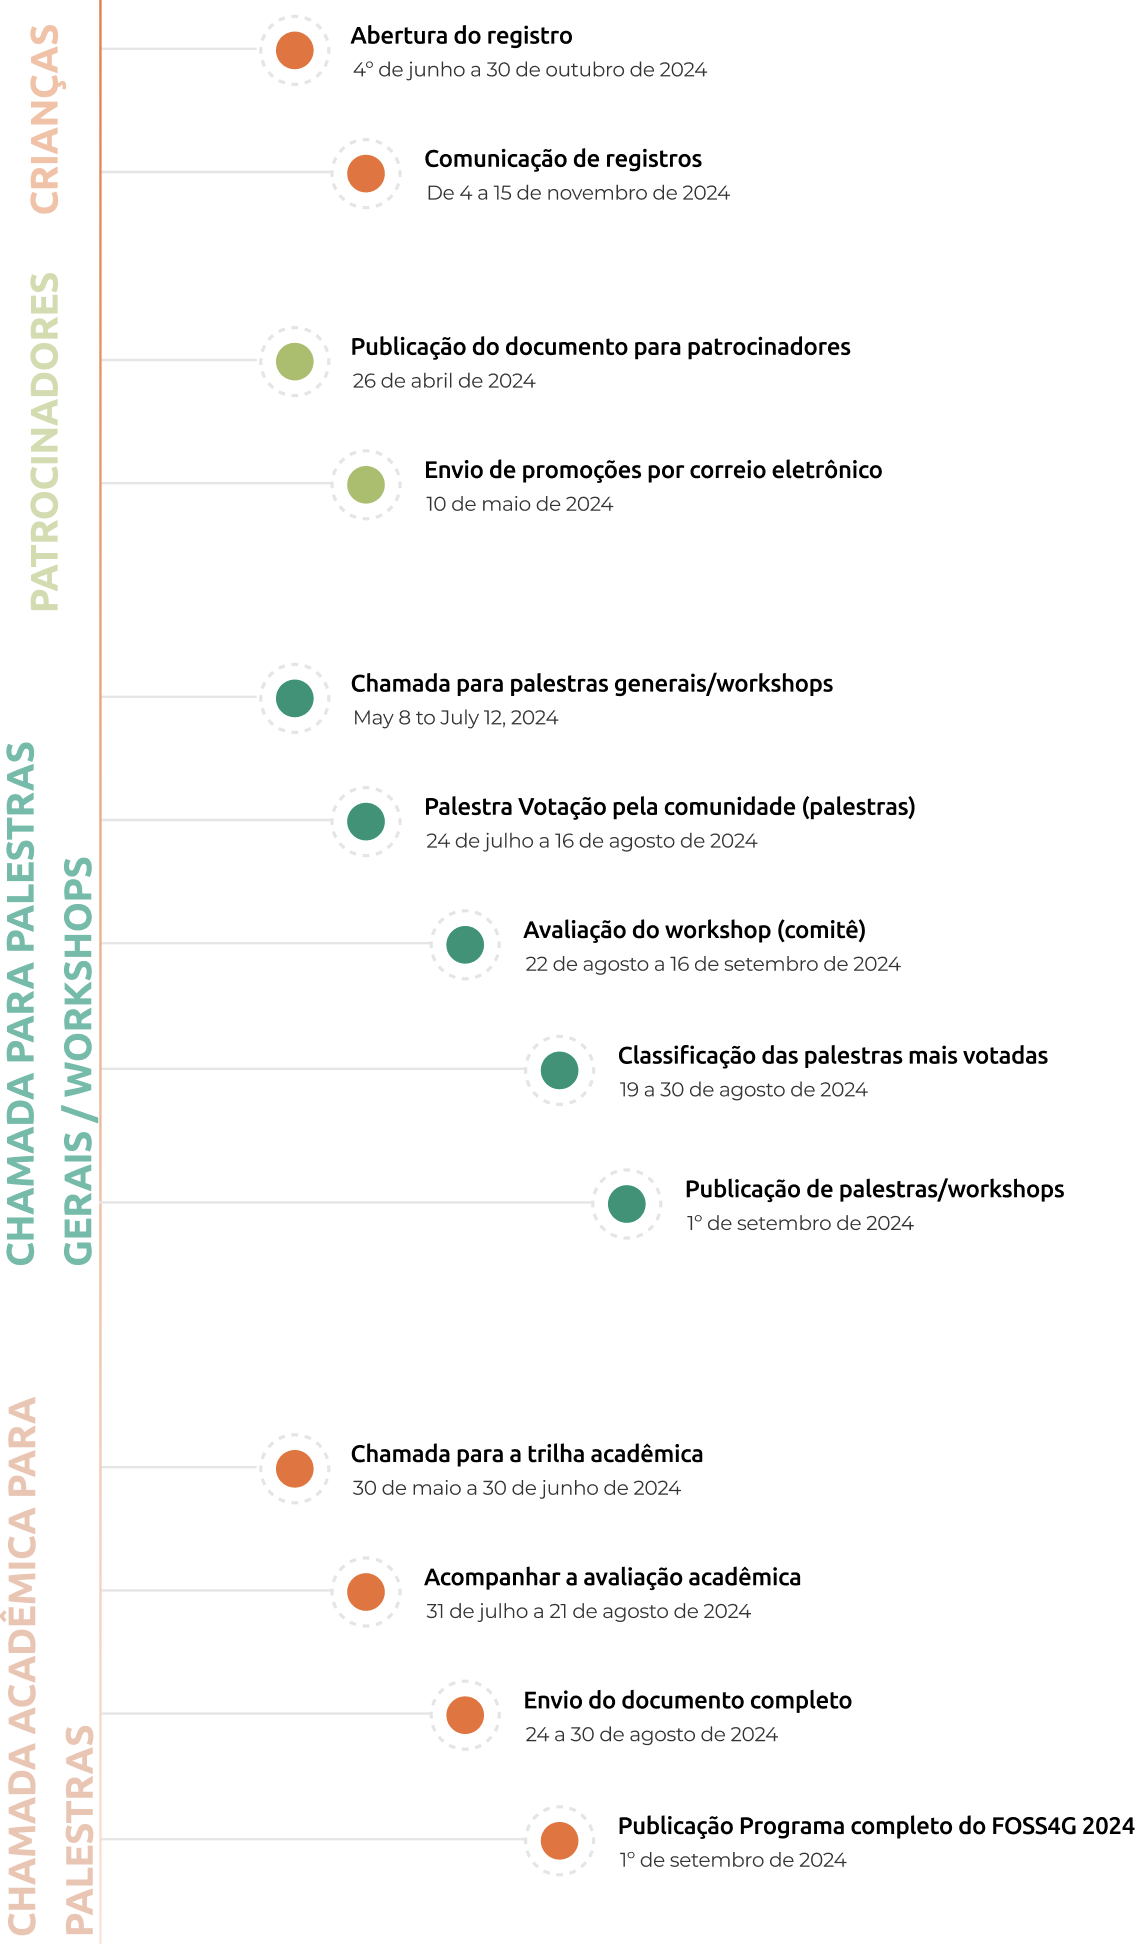 CRIANÇAS
Abertura do registro
4º de junho a 30 de outubro de 2024
Comunicação de registros
De 4 a 15 de novembro de 2024
PATROCINADORES
Publicação do documento para patrocinadores
26 de abril de 2024
Envio de promoções por correio eletrônico
10 de maio de 2024
CHAMADA PARA PALESTRAS
GERAIS / WORKSHOPS
Chamada para palestras generais/workshops
May 8 to July 12, 2024
Palestra Votação pela comunidade (palestras)
24 de julho a 16 de agosto de 2024
Avaliação do workshop (comitê)
22 de agosto a 16 de setembro de 2024
Classificação das palestras mais votadas
19 a 30 de agosto de 2024
Publicação de palestras/workshops
1º de setembro de 2024
CHAMADA ACADÊMICA PARA
PALESTRAS
Chamada para a trilha acadêmica
30 de maio a 30 de junho de 2024
Acompanhar a avaliação acadêmica
31 de julho a 21 de agosto de 2024
Envio do documento completo
24 a 30 de agosto de 2024
Publicação Programa completo do FOSS4G 2024
1º de setembro de 2024